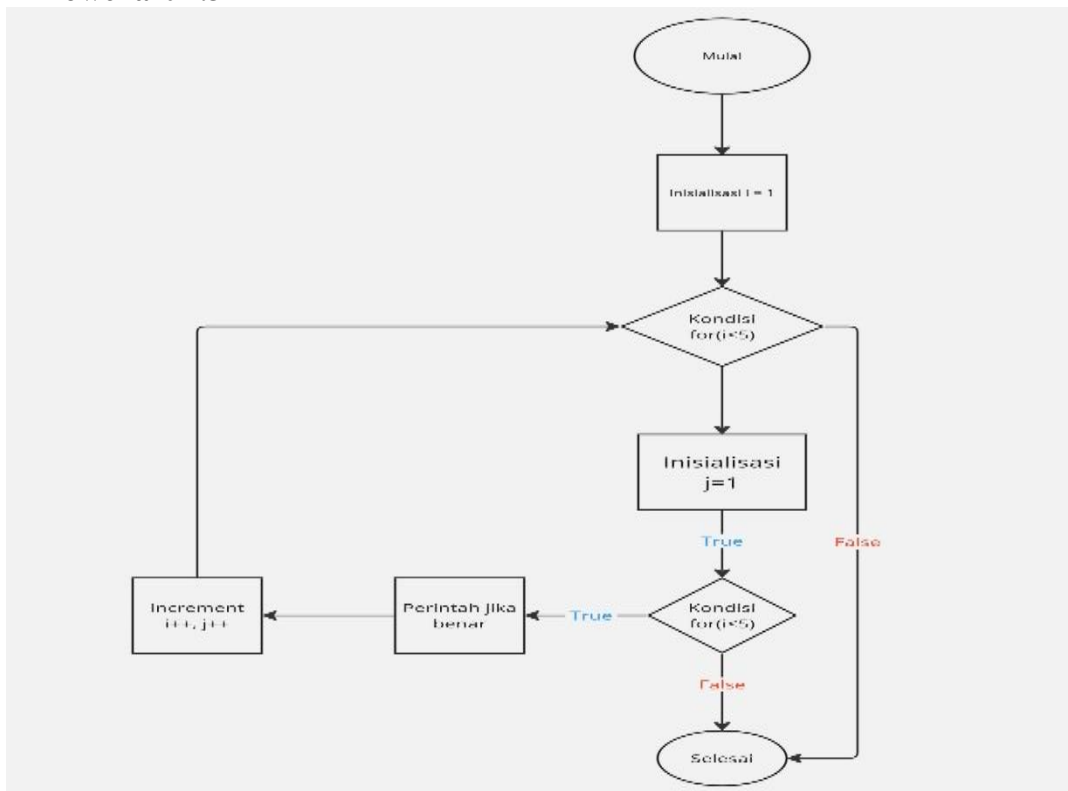 Mulai
Inisialisasi i = 1
Kondisi
for(i<5)
Inisialisasi
j=1
True
False
Kondisi
for(i<5)
True
Perintah jika
benar
Increment
i++, j++
False
Selesai